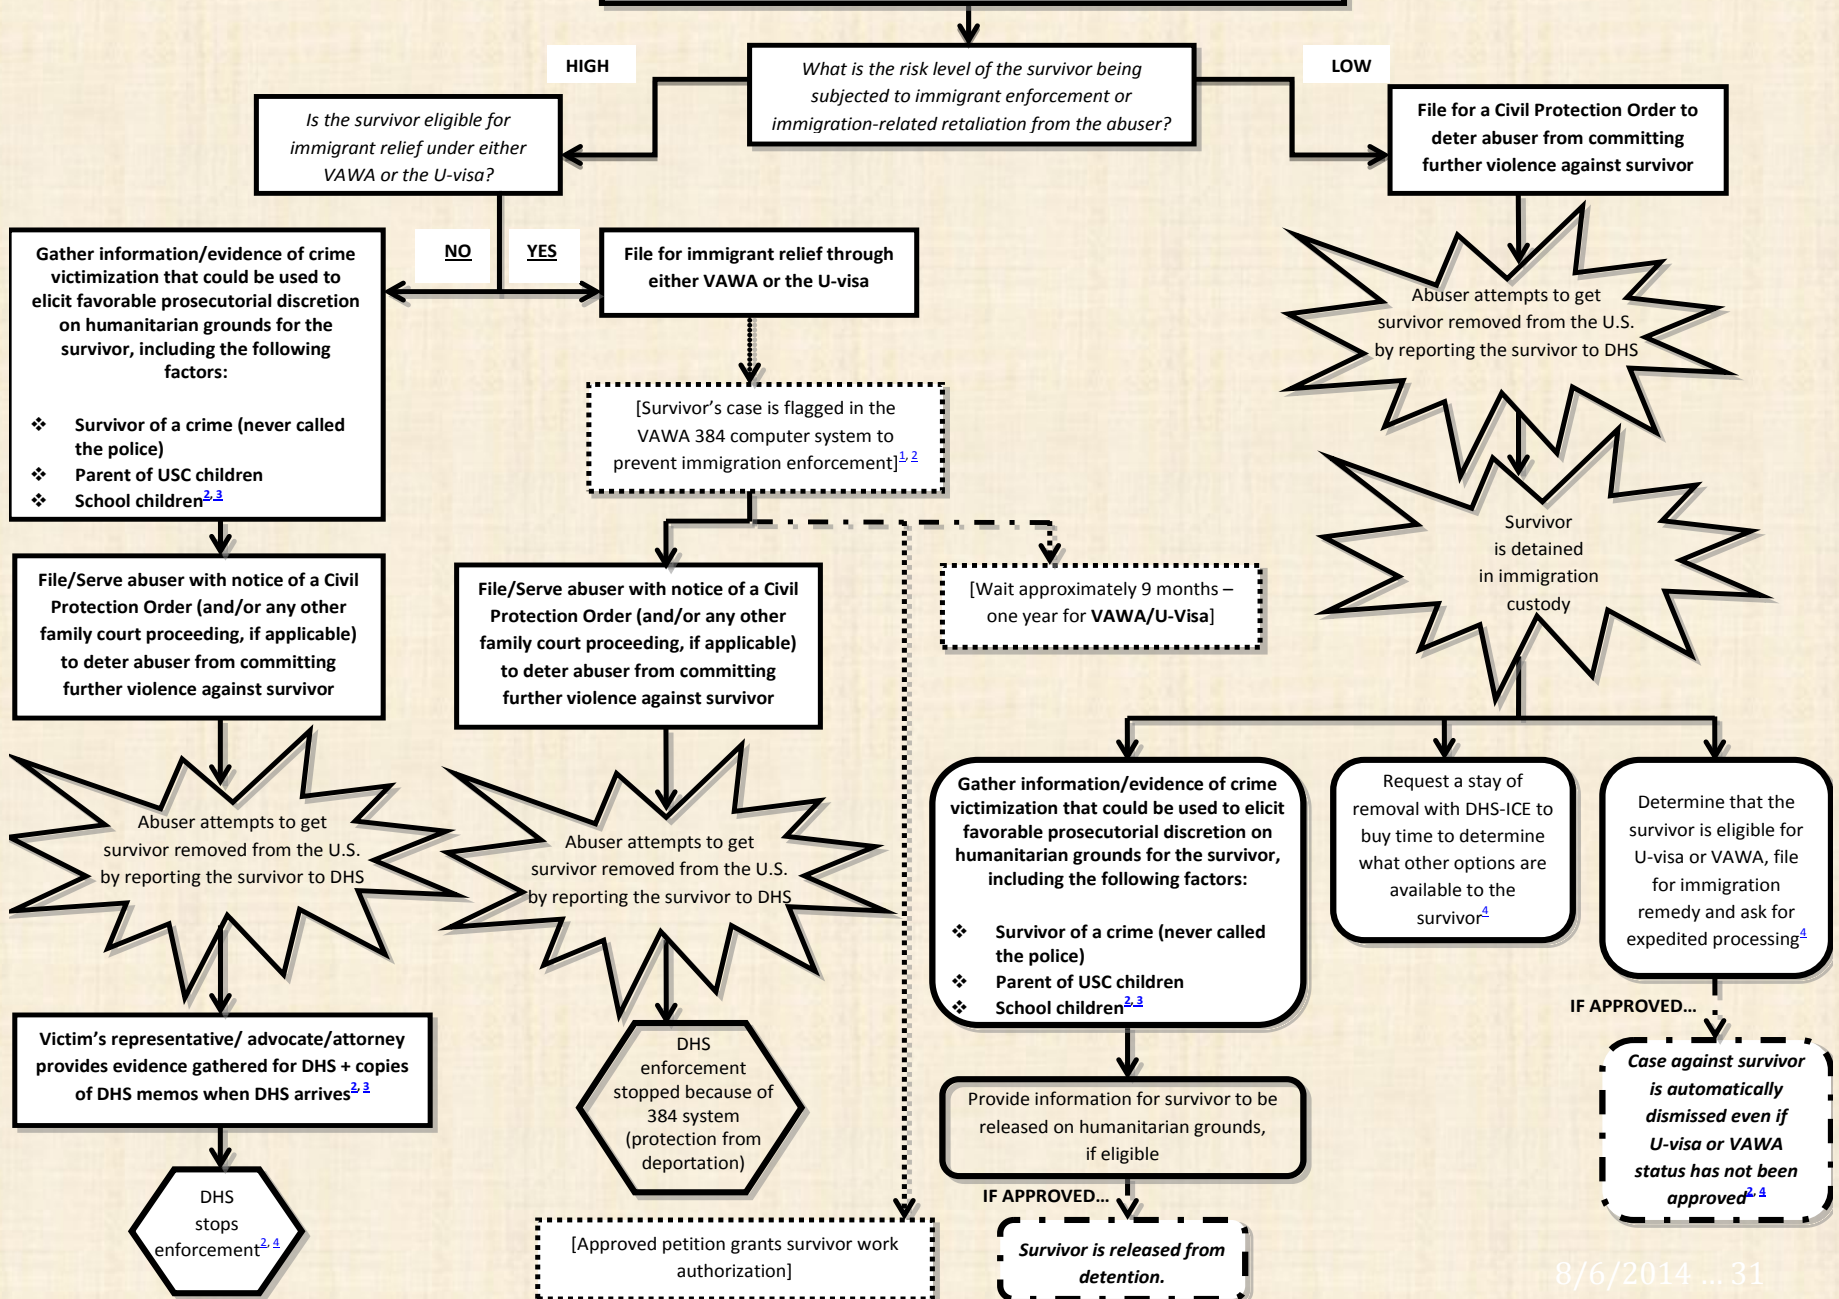 HIGH
What is the risk level of the survivor being
subjected to immigrant enforcement or
immigration-related retaliation from the abuser?
LOW
Is the survivor eligible for
immigrant relief under either
VAWA or the U-visa?
File for a Civil Protection Order to
deter abuser from committing
further violence against survivor
NO
YES
Gather information/evidence of crime
victimization that could be used to
elicit favorable prosecutorial discretion
on humanitarian grounds for the
survivor, including the following
factors:
❖ Survivor of a crime (never called
the police)
❖ Parent of USC children
❖ School children2, 3
File for immigrant relief through
either VAWA or the U-visa
Abuser attempts to get
survivor removed from the U.S.
by reporting the survivor to DHS
[Survivor’s case is flagged in the
VAWA 384 computer system to
prevent immigration enforcement]1, 2
Survivor
is detained
in immigration
custody
File/Serve abuser with notice of a Civil
Protection Order (and/or any other
family court proceeding, if applicable)
to deter abuser from committing
further violence against survivor
File/Serve abuser with notice of a Civil
Protection Order (and/or any other
family court proceeding, if applicable)
to deter abuser from committing
further violence against survivor
[Wait approximately 9 months –
one year for VAWA/U-Visa]
Abuser attempts to get
survivor removed from the U.S.
by reporting the survivor to DHS
Abuser attempts to get
survivor removed from the U.S.
by reporting the survivor to DHS
Gather information/evidence of crime
victimization that could be used to elicit
favorable prosecutorial discretion on
humanitarian grounds for the survivor,
including the following factors:
❖ Survivor of a crime (never called
the police)
❖ Parent of USC children
❖ School children2, 3
Request a stay of
removal with DHS-ICE to
buy time to determine
what other options are
available to the
survivor4
Determine that the
survivor is eligible for
U-visa or VAWA, file
for immigration
remedy and ask for
expedited processing4
Victim’s representative/ advocate/attorney
provides evidence gathered for DHS + copies
of DHS memos when DHS arrives2, 3
DHS
enforcement
stopped because of
384 system
(protection from
deportation)
IF APPROVED…
Case against survivor
is automatically
dismissed even if
U-visa or VAWA
status has not been
approved2, 4
Provide information for survivor to be
released on humanitarian grounds,
if eligible
DHS
stops
enforcement2, 4
[Approved petition grants survivor work
authorization]
IF APPROVED…
Survivor is released from
detention.
8/6/2014 ... 31